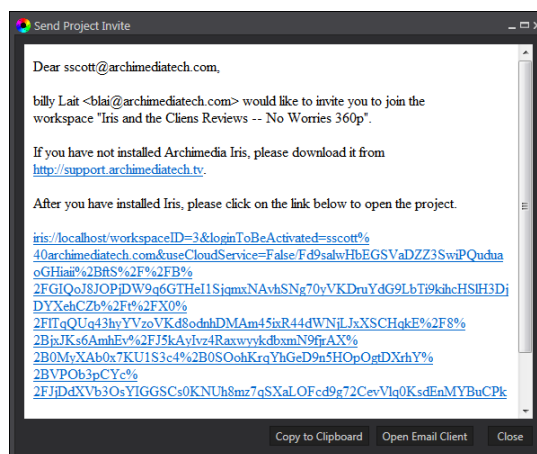 Send Project Invite
Dear sscott@archimediatech.com,
billy Lait <blai@archimediatech.com> would like to invite you to join the
workspace "Iris and the Cliens Reviews -- No Worries 360p".
If you have not installed Archimedia Iris, please download it from
http://support.archimediatech.tv.
After you have installed Iris, please click on the link below to open the project.
iris://localhost/workspaceID=3&loginToBeActivated=sscott%
40archimediatech.com&useCloudService=False/Fd9salwHbEGSVaDZZ3SwiPQudua
oGHiaii%2BftS%2F%2FB%
2FGIQoJ8JOPjDW9q6GTHeI1SjqmxNAvhSNg70yVKDruYdG9LbTi9kihcHSlH3Dj
DYXehCZb%2Ft%2FX0%
2FlTqQUq43hyYVzoVKd8odnhDMAm45ixR44dWNjLJxXSCHqkE%2F8%
2BjxJKs6AmhEv%2FJ5kAyIvz4RaxwyykdbxmN9fjrAX%
2B0MyXAb0x7KU1S3c4%2B0SOohKrqYhGeD9n5HOpOgtDXrhY%
2BVPOb3pCYc%
2FJjDdXVb3OsYIGGSCs0KNUh8mz7qSXaLOFcd9g72CevVlq0KsdEnMYBuCPk
Copy to Clipboard
Open Email Client
Close